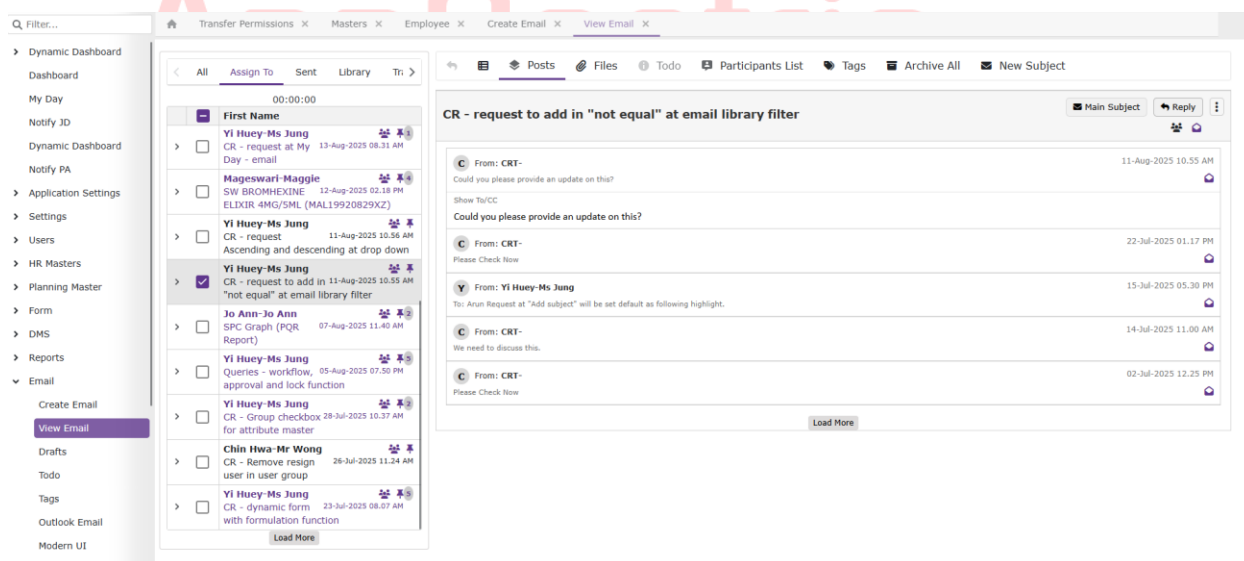 Filter...
Transfer Permissions ×
Masters ×
Employee ×
Create Email ×
View Email ×
Dynamic Dashboard
Dashboard
My Day
Notify JD
Dynamic Dashboard
Notify PA
Application Settings
Settings
Users
HR Masters
Planning Master
Form
DMS
Reports
Email
Create Email
View Email
Drafts
Todo
Tags
Outlook Email
Modern UI
All Assign To Sent Library
00:00:00
First Name
Yi Huey-Ms Jung 1
CR - request at My 13-Aug-2025 08.31 AM
Day - email
Mageswari-Maggie 4
SW BROMHEXINE 12-Aug-2025 02.18 PM
ELIXIR 4MG/5ML (MAL19920829XZ)
Yi Huey-Ms Jung
CR - request 11-Aug-2025 10.56 AM
Ascending and descending at drop down
Yi Huey-Ms Jung
CR - request to add in 11-Aug-2025 10.55 AM
"not equal" at email library filter
Jo Ann-Jo Ann 2
SPC Graph (PQR 07-Aug-2025 11.40 AM
Report)
Yi Huey-Ms Jung 5
Queries - workflow, 05-Aug-2025 07.50 PM
approval and lock function
Yi Huey-Ms Jung 2
CR - Group checkbox 28-Jul-2025 10.37 AM
for attribute master
Chin Hwa-Mr Wong
CR - Remove resign 26-Jul-2025 11.24 AM
user in user group
Yi Huey-Ms Jung 5
CR - dynamic form 23-Jul-2025 08.07 AM
with formulation function
Load More
Posts Files Todo Participants List Tags Archive All New Subject
CR - request to add in "not equal" at email library filter
Main Subject Reply
C From: CRT- 11-Aug-2025 10.55 AM
Could you please provide an update on this?
Show To/CC
Could you please provide an update on this?
C From: CRT- 22-Jul-2025 01.17 PM
Please Check Now
Y From: Yi Huey-Ms Jung 15-Jul-2025 05.30 PM
To: Arun Request at "Add subject" will be set default as following highlight.
C From: CRT- 14-Jul-2025 11.00 AM
We need to discuss this.
C From: CRT- 02-Jul-2025 12.25 PM
Please Check Now
Load More